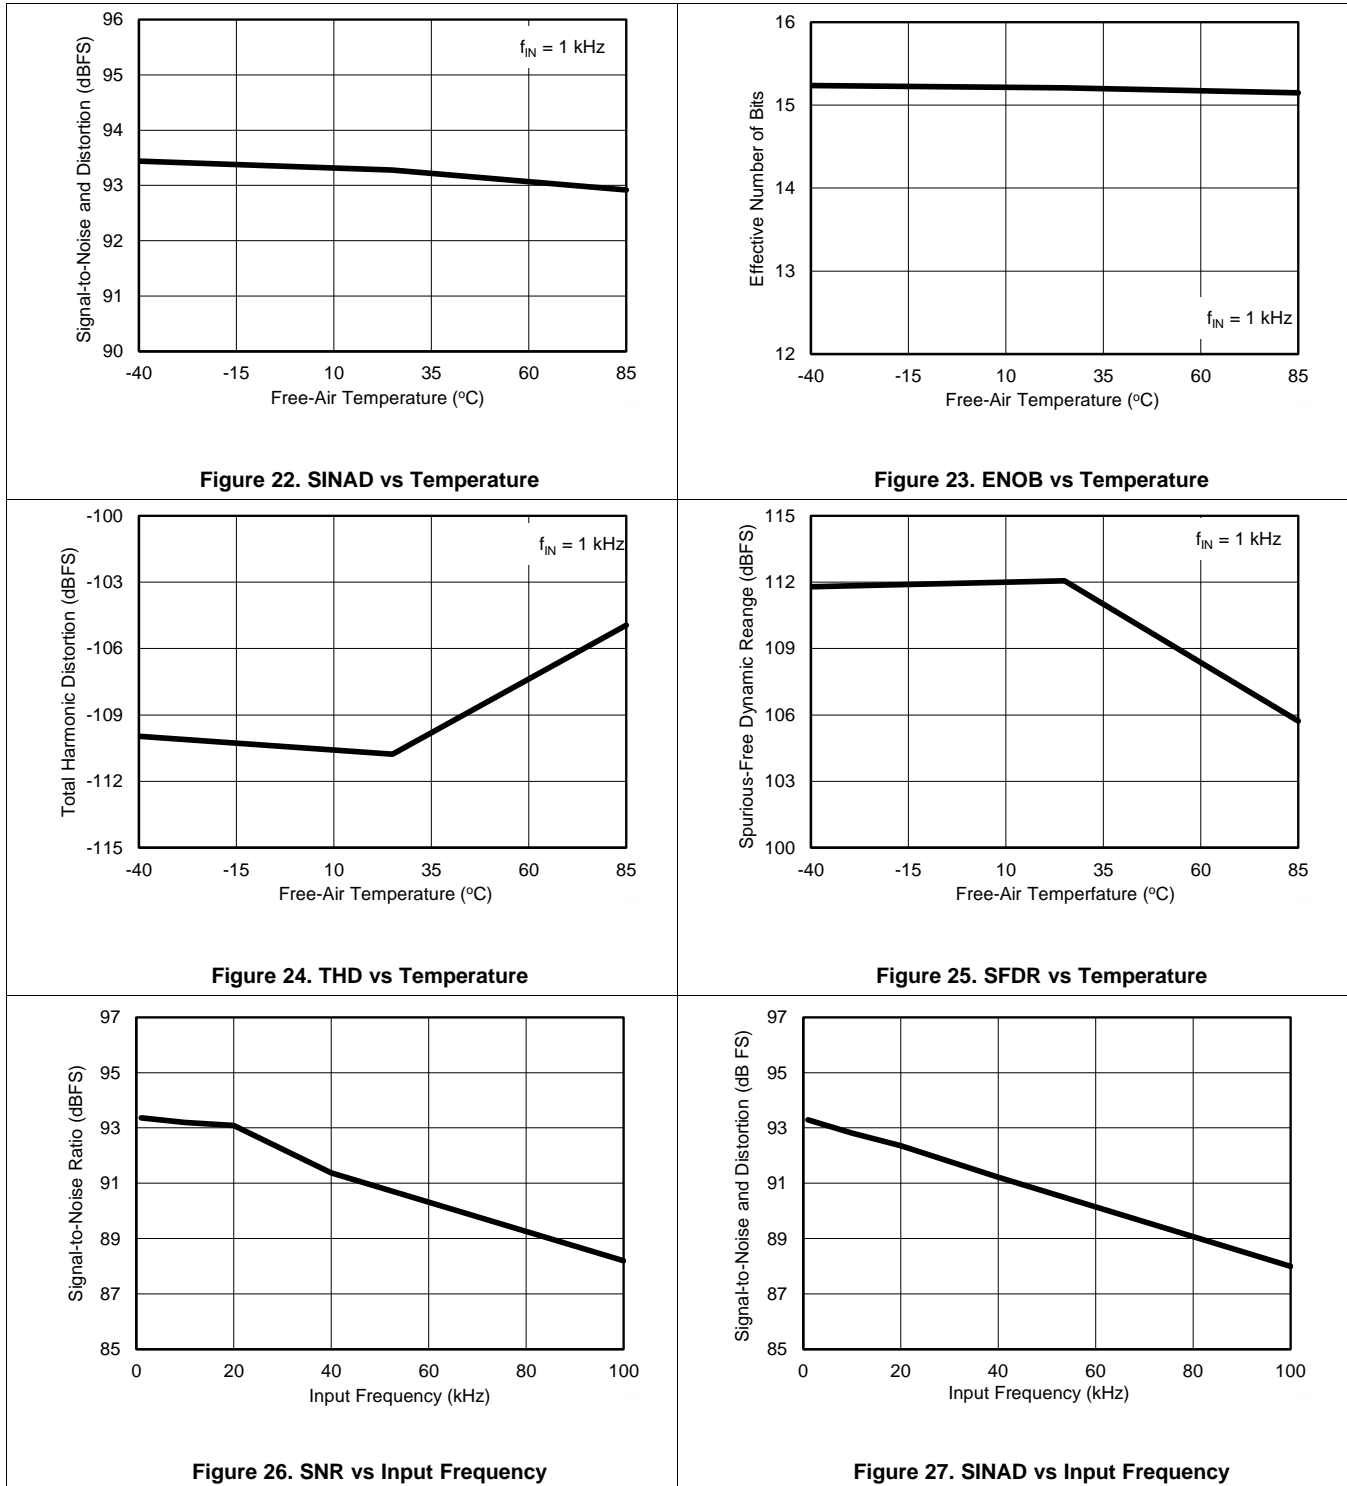 96
95
94
93
92
91
90
Signal-to-Noise and Distortion (dBFS)
fIN = 1 kHz
-40 -15 10 35 60 85
Free-Air Temperature (oC)
Figure 22. SINAD vs Temperature
16
15
14
13
12
Effective Number of Bits
fIN = 1 kHz
-40 -15 10 35 60 85
Free-Air Temperature (oC)
Figure 23. ENOB vs Temperature
-100
-103
-106
-109
-112
-115
Total Harmonic Distortion (dBFS)
fIN = 1 kHz
-40 -15 10 35 60 85
Free-Air Temperature (oC)
Figure 24. THD vs Temperature
115
112
109
106
103
100
Spurious-Free Dynamic Reange (dBFS)
fIN = 1 kHz
-40 -15 10 35 60 85
Free-Air Temperfature (oC)
Figure 25. SFDR vs Temperature
97
95
93
91
89
87
85
Signal-to-Noise Ratio (dBFS)
0 20 40 60 80 100
Input Frequency (kHz)
Figure 26. SNR vs Input Frequency
97
95
93
91
89
87
85
Signal-to-Noise and Distortion (dB FS)
0 20 40 60 80 100
Input Frequency (kHz)
Figure 27. SINAD vs Input Frequency